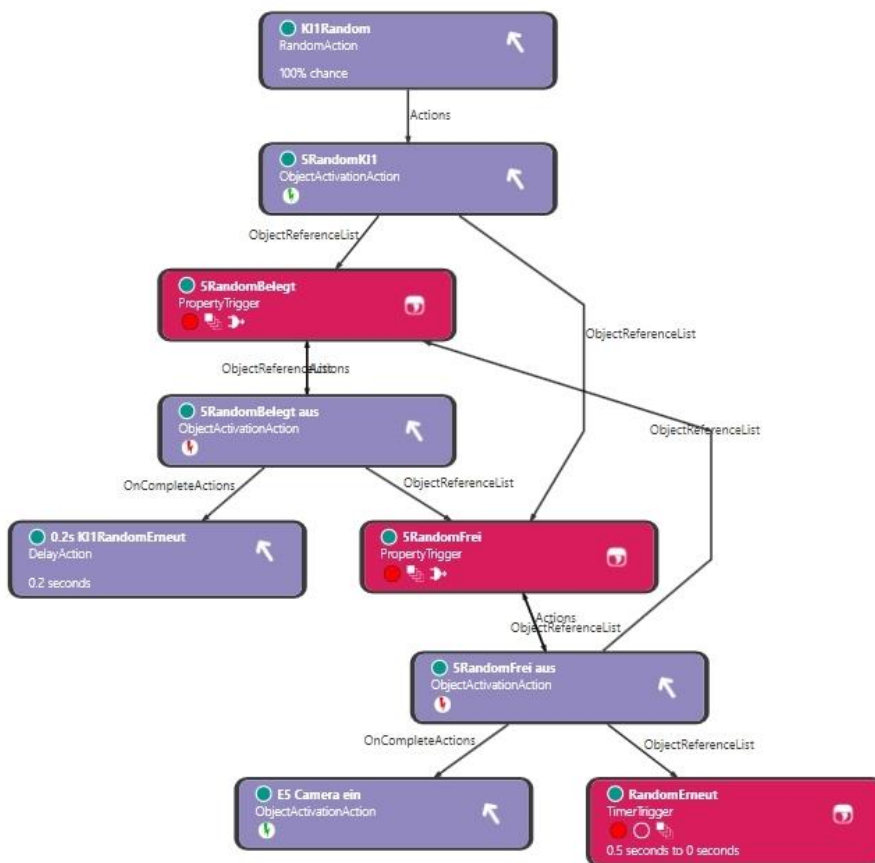 KI1Random
RandomAction
100% chance
Actions
5RandomKI1
ObjectActivationAction
ObjectReferenceList
5RandomBelegt
PropertyTrigger
ObjectReferenceList
ObjectReferenceList
Actions
5RandomBelegt aus
ObjectActivationAction
ObjectReferenceList
OnCompleteActions
ObjectReferenceList
0.2s KI1RandomErneut
DelayAction
0.2 seconds
5RandomFrei
PropertyTrigger
Actions
ObjectReferenceList
5RandomFrei aus
ObjectActivationAction
OnCompleteActions
ObjectReferenceList
E5 Camera ein
ObjectActivationAction
RandomErneut
TimerTrigger
0.5 seconds to 0 seconds